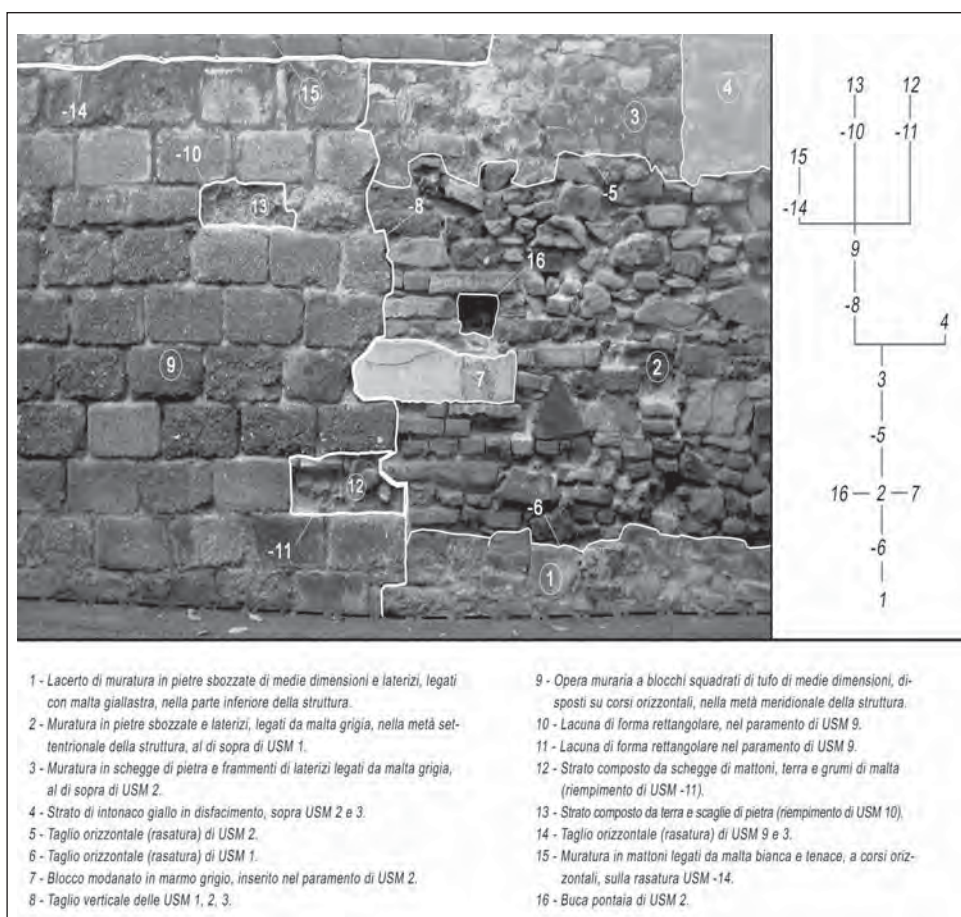 -14
15
3
4
-10
13
-8
-5
16
9
7
2
12
-11
-6
1
13 12
-10 -11
15
-14
9
-8
4
3
-5
16 2 7
-6
1
1 - Lacerto di muratura in pietre sbozzate di medie dimensioni e laterizi, legati
con malta giallastra, nella parte inferiore della struttura.
2 - Muratura in pietre sbozzate e laterizi, legati da malta grigia, nella metà set-
tentrionale della struttura, al di sopra di USM 1.
3 - Muratura in schegge di pietra e frammenti di laterizi legati da malta grigia,
al di sopra di USM 2.
4 - Strato di intonaco giallo in disfacimento, sopra USM 2 e 3.
5 - Taglio orizzontale (rasatura) di USM 2.
6 - Taglio orizzontale (rasatura) di USM 1.
7 - Blocco modanato in marmo grigio, inserito nel paramento di USM 2.
8 - Taglio verticale delle USM 1, 2, 3.
9 - Opera muraria a blocchi squadrati di tufo di medie dimensioni, di-
sposti su corsi orizzontali, nella metà meridionale della struttura.
10 - Lacuna di forma rettangolare, nel paramento di USM 9.
11 - Lacuna di forma rettangolare nel paramento di USM 9.
12 - Strato composto da schegge di mattoni, terra e grumi di malta
(riempimento di USM -11).
13 - Strato composto da terra e scaglie di pietra (riempimento di USM 10).
14 - Taglio orizzontale (rasatura) di USM 9 e 3.
15 - Muratura in mattoni legati da malta bianca e tenace, a corsi oriz-
zontali, sulla rasatura USM -14.
16 - Buca pontaia di USM 2.